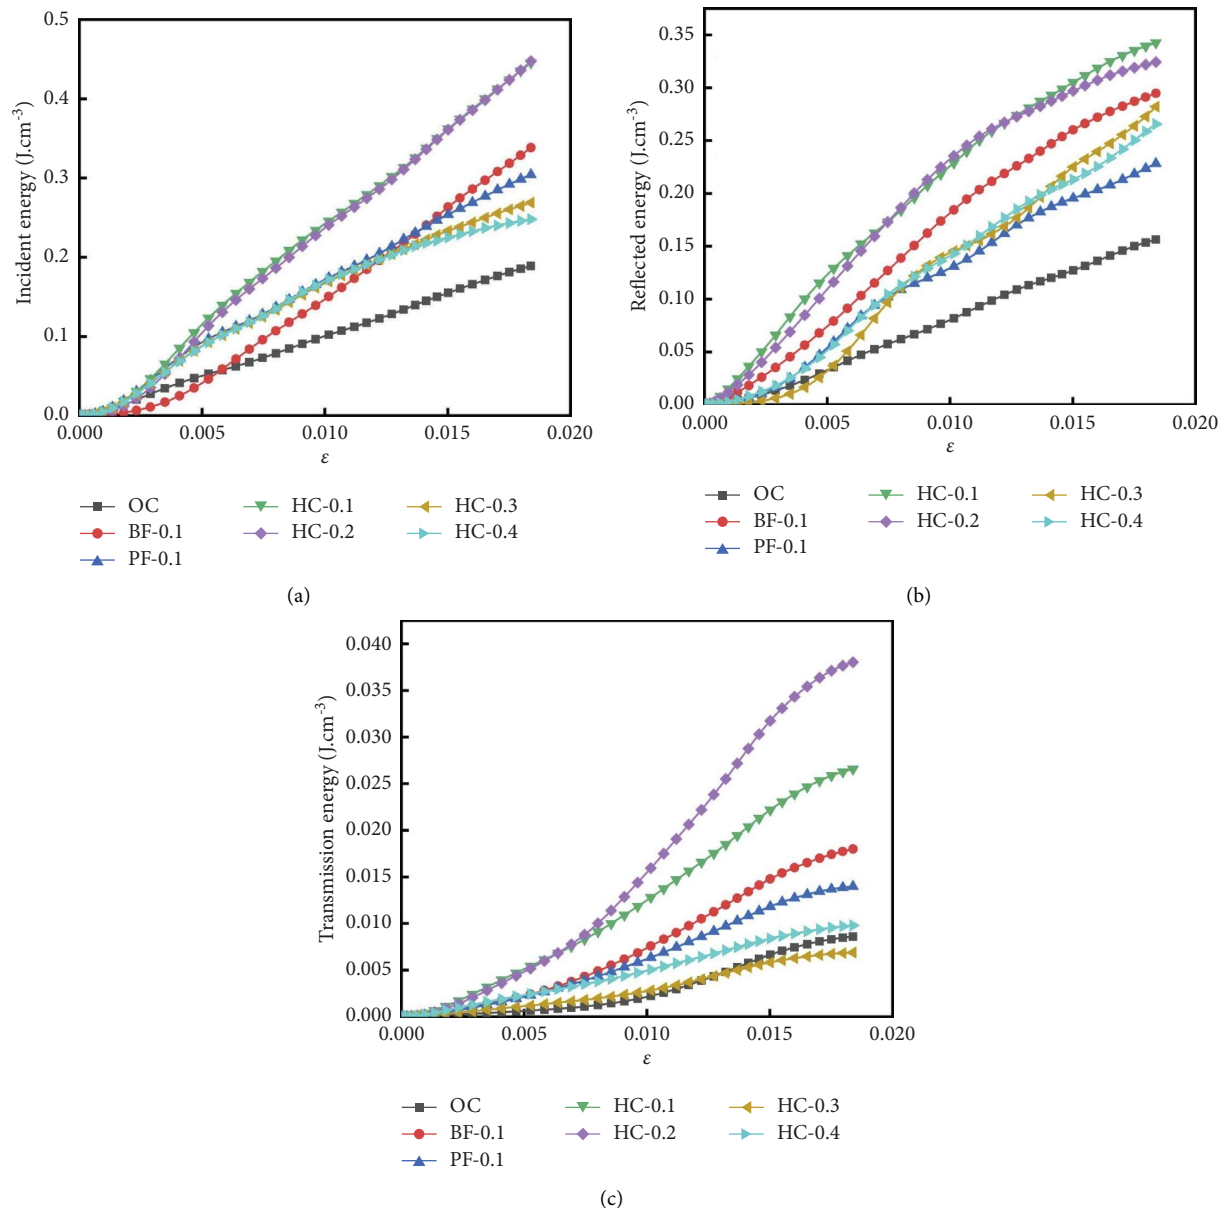 0.5
0.4
0.3
0.2
0.1
0.0
Incident energy (J.cm-3)
0.000 0.005 0.010 0.015 0.020
ε
OC HC-0.1 HC-0.3
BF-0.1 HC-0.2 HC-0.4
PF-0.1
(a)
0.35
0.30
0.25
0.20
0.15
0.10
0.05
0.00
Reflected energy (J.cm-3)
0.000 0.005 0.010 0.015 0.020
ε
OC HC-0.1 HC-0.3
BF-0.1 HC-0.2 HC-0.4
PF-0.1
(b)
0.040
0.035
0.030
0.025
0.020
0.015
0.010
0.005
0.000
Transmission energy (J.cm-3)
0.000 0.005 0.010 0.015 0.020
ε
OC HC-0.1 HC-0.3
BF-0.1 HC-0.2 HC-0.4
PF-0.1
(c)